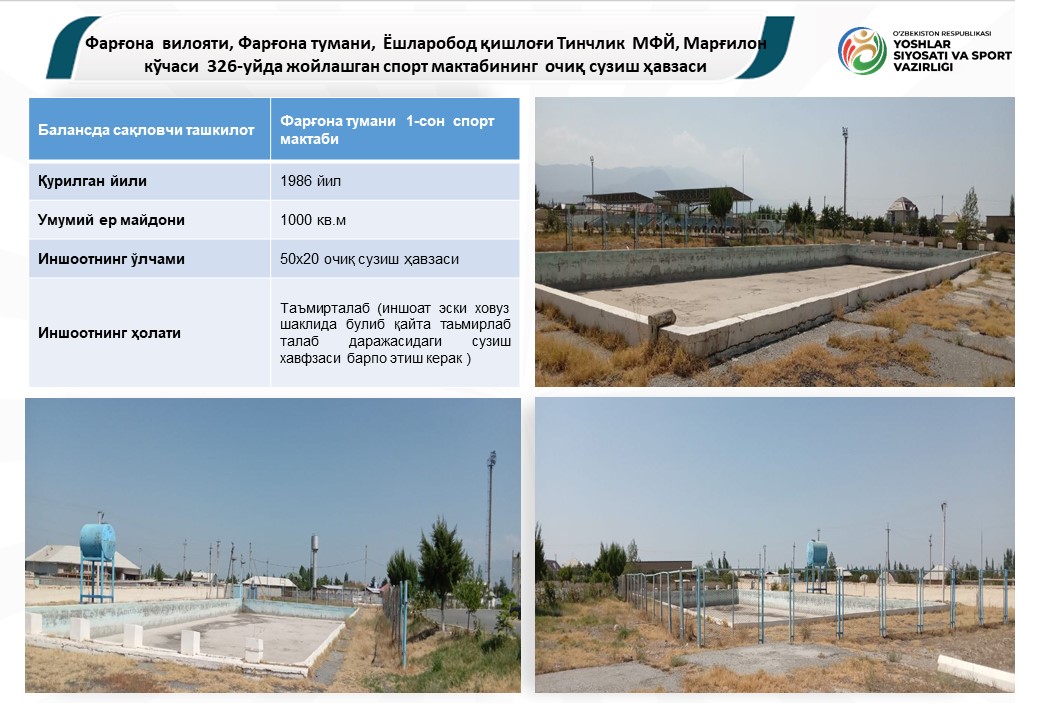 Фарғона вилояти, Фарғона тумани, Ёшларобод қишлоғи Тинчлик МФЙ, Марғилон
кўчаси 326-уйда жойлашган спорт мактабининг очиқ сузиш ҳавзаси
O'ZBEKISTON RESPUBLIKASI
YOSHLAR
SIYOSATI VA SPORT
VAZIRLIGI
Балансда сақловчи ташкилот
Фарғона тумани 1-сон спорт
мактаби
Қурилган йили
1986 йил
Умумий ер майдони
1000 кв.м
Иншоотнинг ўлчами
50х20 очиқ сузиш ҳавзаси
Иншоотнинг ҳолати
Таъмирталаб (иншоат эски ховуз
шаклида булиб қайта таьмирлаб
талаб даражасидаги сузиш
хавфзаси барпо этиш керак )